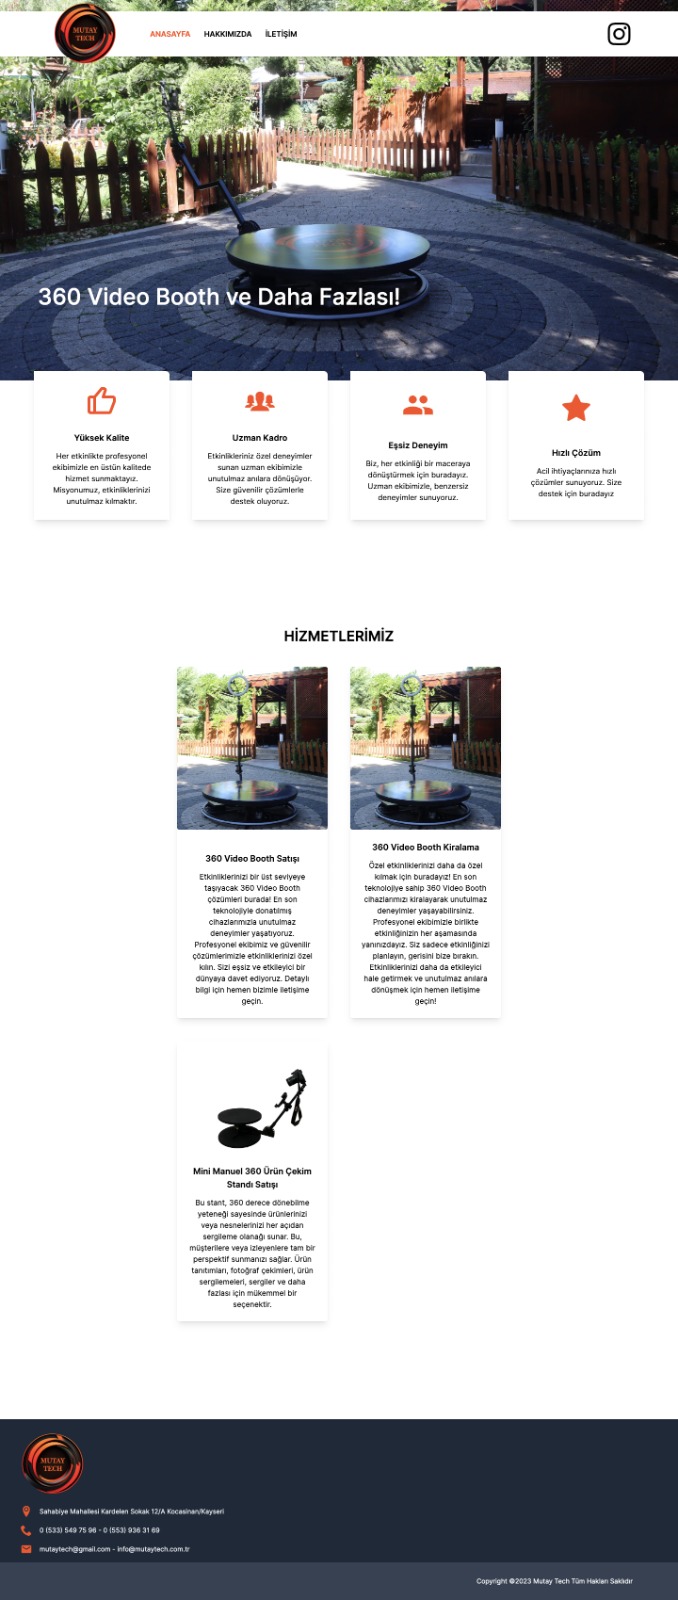 MUTAY
TECH
ANASAYFA HAKKIMIZDA İLETİŞİM
360 Video Booth ve Daha Fazlası!
Yüksek Kalite
Her etkinlikte profesyonel
ekibimizle en üstün kalitede
hizmet sunmaktayız.
Misyonumuz, etkinliklerinizi
unutulmaz kılmaktır.
Uzman Kadro
Etkinlikleriniz özel deneyimler
sunan uzman ekibimizle
unutulmaz anılara dönüşüyor.
Size güvenilir çözümlerle
destek oluyoruz.
Eşsiz Deneyim
Biz, her etkinliği bir maceraya
dönüştürmek için buradayız.
Uzman ekibimizle, benzersiz
deneyimler sunuyoruz.
Hızlı Çözüm
Acil ihtiyaçlarınıza hızlı
çözümler sunuyoruz. Size
destek için buradayız
HİZMETLERİMİZ
360 Video Booth Satışı
Etkinliklerinizi bir üst seviyeye
taşıyacak 360 Video Booth
çözümleri burada! En son
teknolojiyle donatılmış
cihazlarımızla unutulmaz
deneyimler yaşatıyoruz.
Profesyonel ekibimiz ve güvenilir
çözümlerimizle etkinliklerinizi özel
kılın. Sizi eşsiz ve etkileyici bir
dünyaya davet ediyoruz. Detaylı
bilgi için hemen bizimle iletişime
geçin.
360 Video Booth Kiralama
Özel etkinliklerinizi daha da özel
kılmak için buradayız! En son
teknolojiye sahip 360 Video Booth
cihazlarımızı kiralayarak unutulmaz
deneyimler yaşayabilirsiniz.
Profesyonel ekibimizle birlikte
etkinliğinizin her aşamasında
yanınızdayız. Siz sadece etkinliğinizi
planlayın, gerisini bize bırakın.
Etkinliklerinizi daha da etkileyici
hale getirmek ve unutulmaz anılara
dönüşmek için hemen iletişime
geçin!
Mini Manuel 360 Ürün Çekim
Standı Satışı
Bu stant, 360 derece dönebilme
yeteneği sayesinde ürünlerinizi
veya nesnelerinizi her açıdan
sergileme olanağı sunar. Bu,
müşterilere veya izleyenlere tam bir
perspektif sunmanızı sağlar. Ürün
tanıtımları, fotoğraf çekimleri, ürün
sergilemeleri, sergiler ve daha
fazlası için mükemmel bir
seçenektir.
MUTAY
TECH
Sahabiye Mahallesi Kardelen Sokak 12/A Kocasinan/Kayseri
0 (533) 549 75 96 - 0 (553) 936 31 69
mutaytech@gmail.com - info@mutaytech.com.tr
Copyright ©2023 Mutay Tech Tüm Hakları Saklıdır